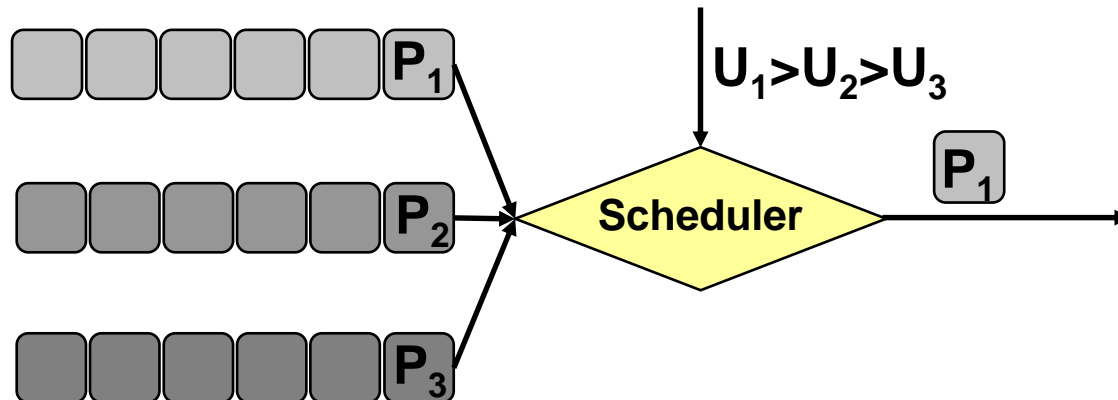 P₁
U₁>U₂>U₃
P₁
P₂
Scheduler
P₃